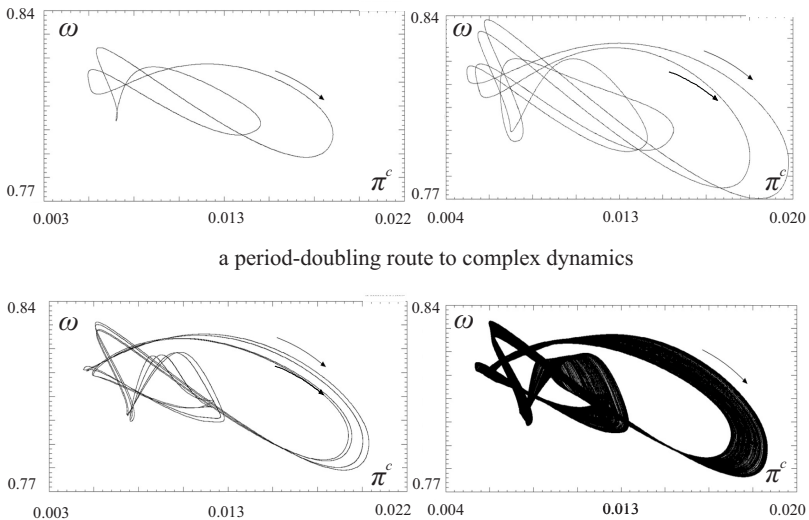 0.84
ω
π^c
0.77
0.003 0.013 0.022
0.84
ω
π^c
0.77
0.004 0.013 0.020
a period-doubling route to complex dynamics
0.84
ω
π^c
0.77
0.003 0.013 0.022
0.84
ω
π^c
0.77
0.004 0.013 0.020